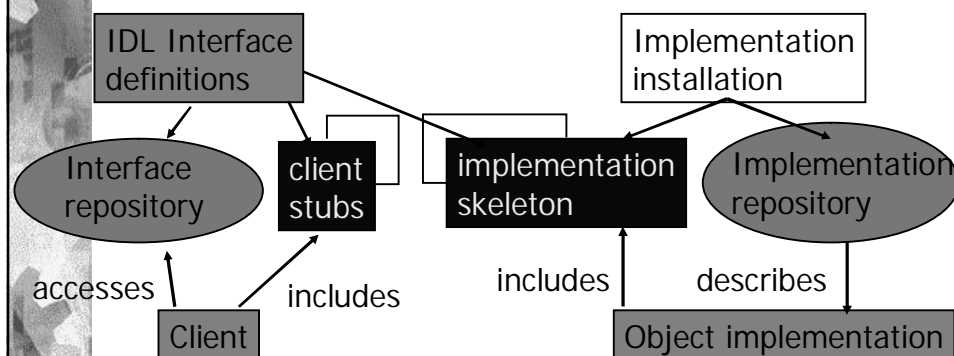 IDL Interface
definitions
Implementation
installation
Interface
repository
client
stubs
implementation
skeleton
Implementation
repository
accesses
includes
includes
describes
Client
Object implementation